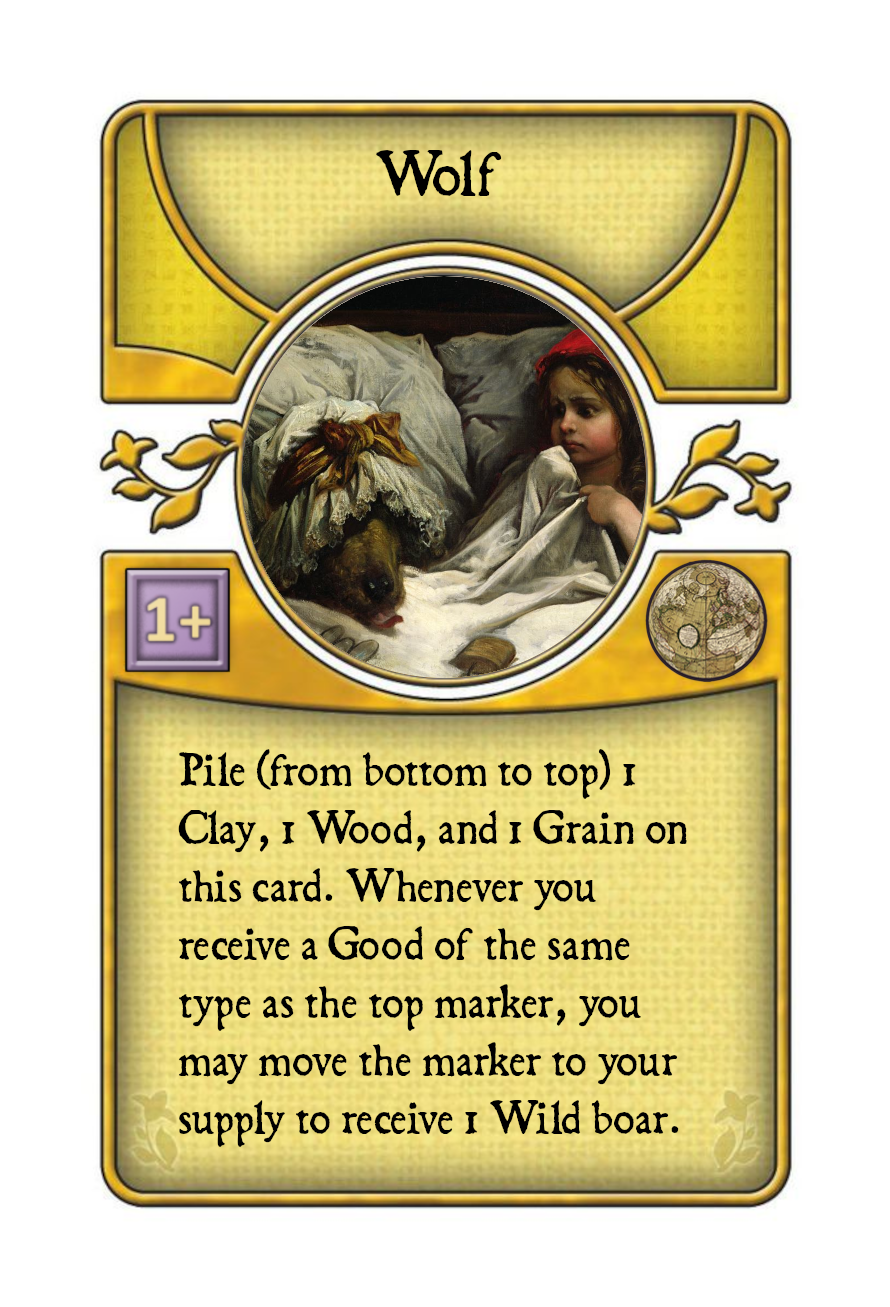 Wolf
1+
Pile (from bottom to top) 1
Clay, 1 Wood, and 1 Grain on
this card. Whenever you
receive a Good of the same
type as the top marker, you
may move the marker to your
supply to receive 1 Wild boar.